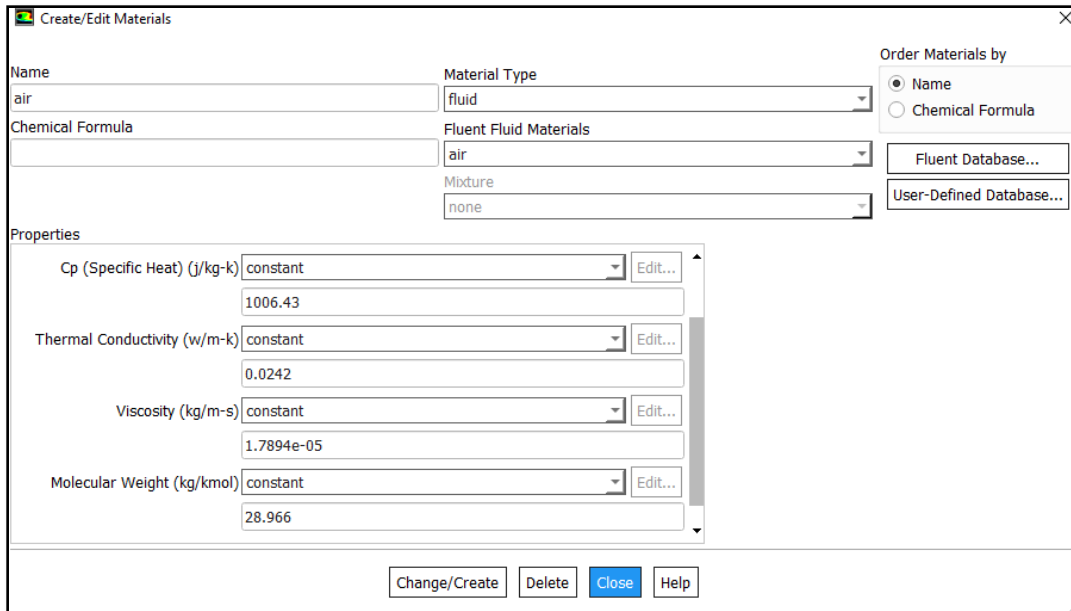 Create/Edit Materials
Name
air
Chemical Formula
Material Type
fluid
Fluent Fluid Materials
air
Mixture
none
Order Materials by
Name
Chemical Formula
Fluent Database...
User-Defined Database...
Properties
Cp (Specific Heat) (j/kg-k) constant Edit...
1006.43
Thermal Conductivity (w/m-k) constant Edit...
0.0242
Viscosity (kg/m-s) constant Edit...
1.7894e-05
Molecular Weight (kg/kmol) constant Edit...
28.966
Change/Create Delete Close Help